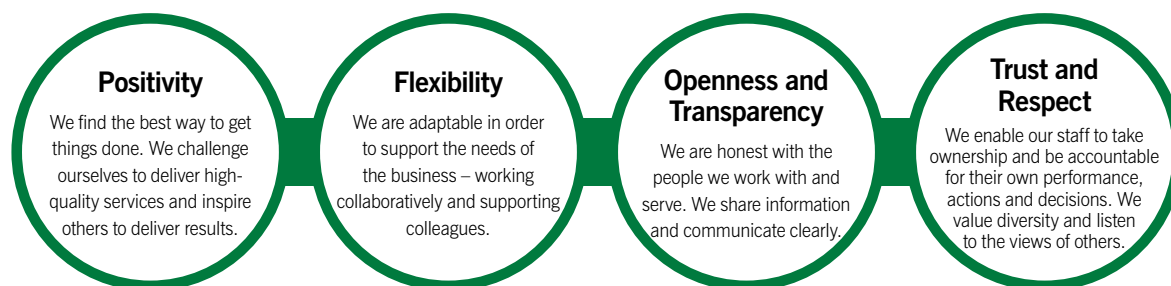 Positivity
We find the best way to get
things done. We challenge
ourselves to deliver high-
quality services and inspire
others to deliver results.
Flexibility
We are adaptable in order
to support the needs of
the business – working
collaboratively and supporting
colleagues.
Openness and
Transparency
We are honest with the
people we work with and
serve. We share information
and communicate clearly.
Trust and
Respect
We enable our staff to take
ownership and be accountable
for their own performance,
actions and decisions. We
value diversity and listen
to the views of others.